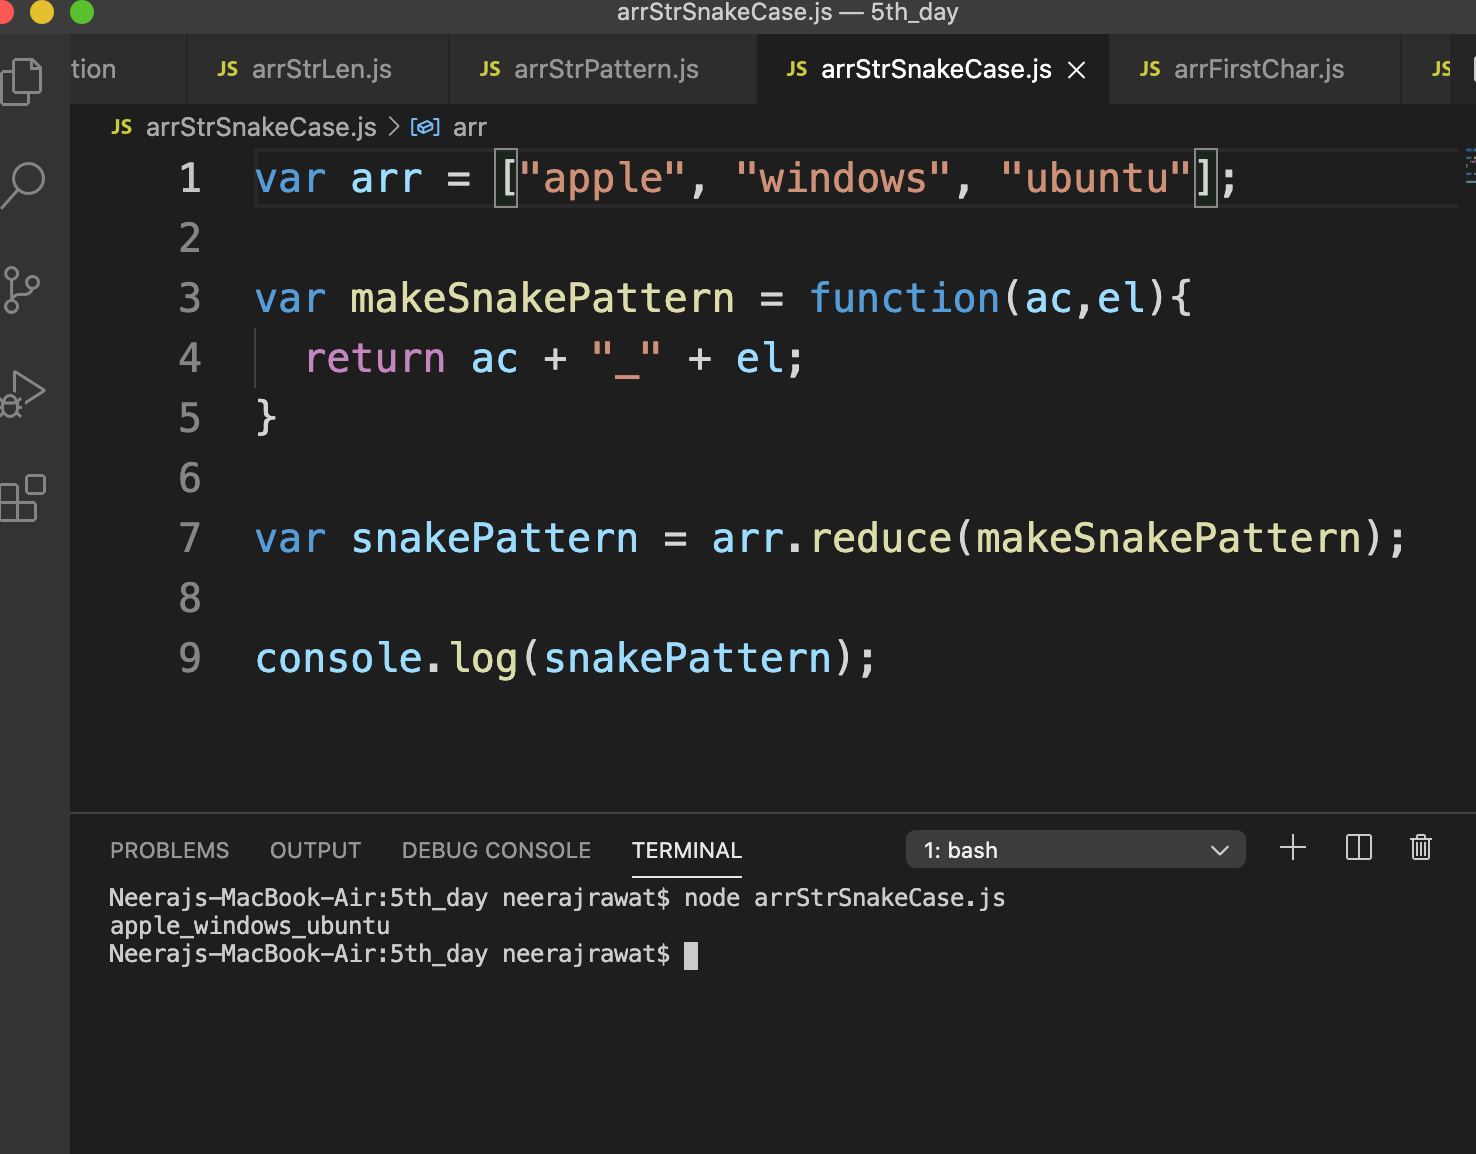 arrStrSnakeCase.js — 5th_day
tion JS arrStrLen.js JS arrStrPattern.js JS arrStrSnakeCase.js JS arrFirstChar.js JS
JS arrStrSnakeCase.js > arr
1 var arr = ["apple", "windows", "ubuntu"];
2
3 var makeSnakePattern = function(ac,el){
4   return ac + "_" + el;
5 }
6
7 var snakePattern = arr.reduce(makeSnakePattern);
8
9 console.log(snakePattern);
PROBLEMS OUTPUT DEBUG CONSOLE TERMINAL 1: bash
Neerajs-MacBook-Air:5th_day neerajrawat$ node arrStrSnakeCase.js
apple_windows_ubuntu
Neerajs-MacBook-Air:5th_day neerajrawat$